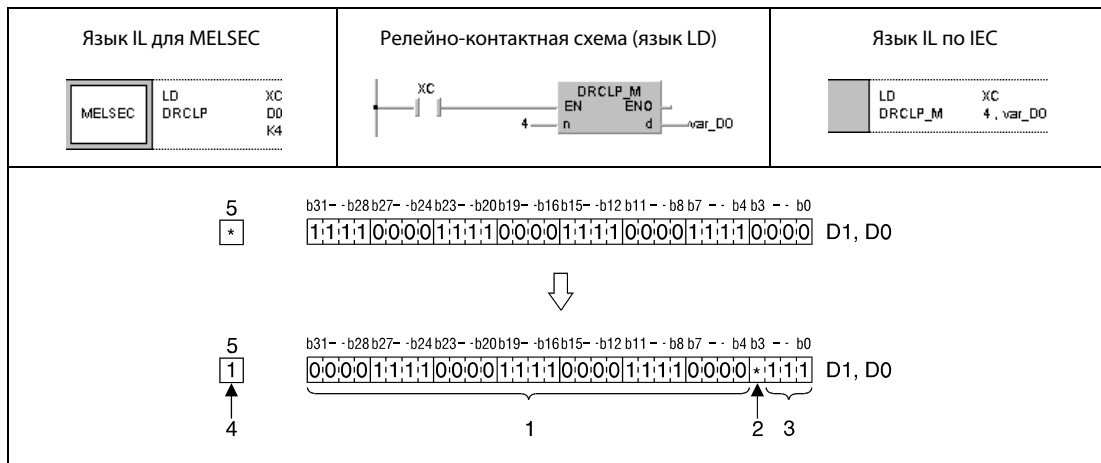 Язык IL для MELSEC
Релейно-контактная схема (язык LD)
Язык IL по IEC
MELSEC
LD XC
DRCLP D0
K4
XC
DRCLP_M
EN ENO
4 n d var_D0
LD XC
DRCLP_M 4 , var_D0
5 b31- -b28 b27- -b24 b23- -b20 b19- -b16 b15- -b12 b11 - -b8 b7 - - b4 b3 - - b0
* 1 1 1 1 0 0 0 0 1 1 1 1 0 0 0 0 1 1 1 1 0 0 0 0 1 1 1 1 0 0 0 0 D1, D0
5 b31- -b28 b27- -b24 b23- -b20 b19- -b16 b15- -b12 b11 - -b8 b7 - - b4 b3 - - b0
1 0 0 0 0 1 1 1 1 0 0 0 0 1 1 1 1 0 0 0 0 1 1 1 1 0 0 0 0 * 1 1 1 D1, D0
4 1 2 3